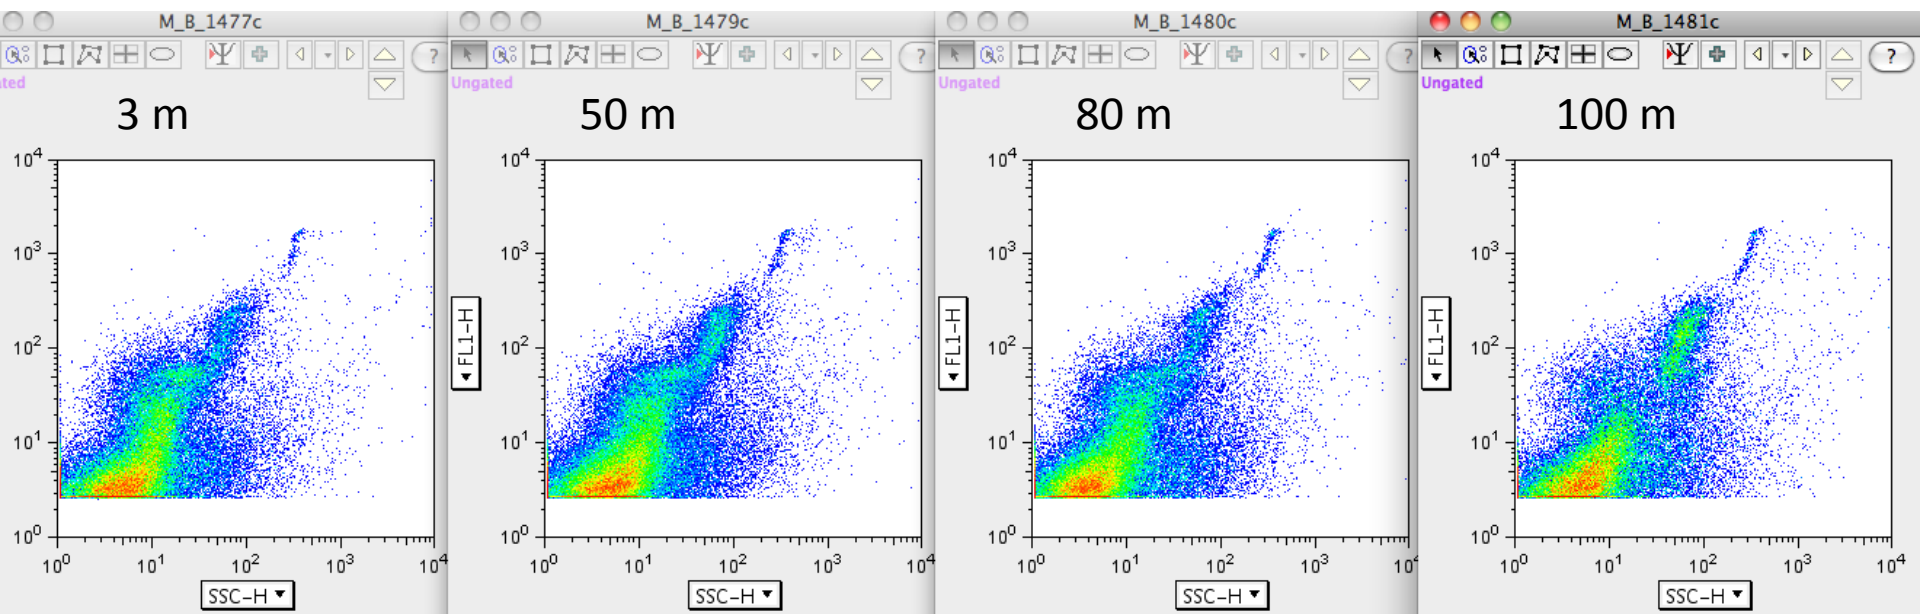 M_B_1477c
ted
3 m
10^4
10^3
10^2
10^1
10^0
10^0 10^1 10^2 10^3 10^4
SSC-H ▼
M_B_1479c
?
Ungated
50 m
10^4
10^3
10^2
10^1
10^0
▼ FL1-H
10^0 10^1 10^2 10^3 10^4
SSC-H ▼
M_B_1480c
?
Ungated
80 m
10^4
10^3
10^2
10^1
10^0
▼ FL1-H
10^0 10^1 10^2 10^3 10^4
SSC-H ▼
M_B_1481c
?
Ungated
100 m
10^4
10^3
10^2
10^1
10^0
▼ FL1-H
10^0 10^1 10^2 10^3 10^4
SSC-H ▼
?